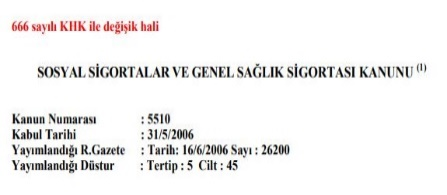 666 sayılı KHK ile değişik hali
SOSYAL SİGORTALAR VE GENEL SAĞLIK SİGORTASI KANUNU (1)
Kanun Numarası : 5510
Kabul Tarihi : 31/5/2006
Yayımlandığı R.Gazete : Tarih: 16/6/2006 Sayı : 26200
Yayımlandığı Düstur : Tertip : 5 Cilt : 45